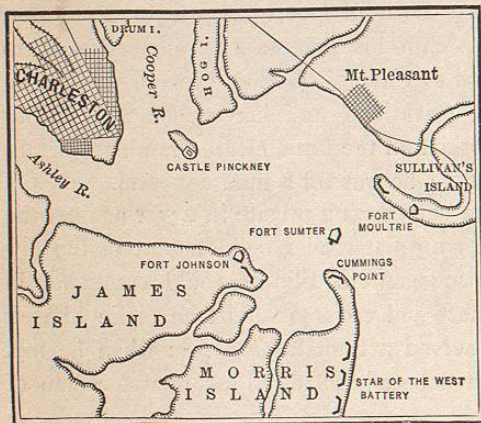 DRUM I.
CHARLESTON
Cooper R.
HOG I.
Mt. Pleasant
CASTLE PINCKNEY
SULLIVAN'S
ISLAND
Ashley R.
FORT
MOULTRIE
FORT SUMTER
FORT JOHNSON
CUMMINGS
POINT
JAMES
ISLAND
MORRIS
ISLAND
STAR OF THE WEST
BATTERY